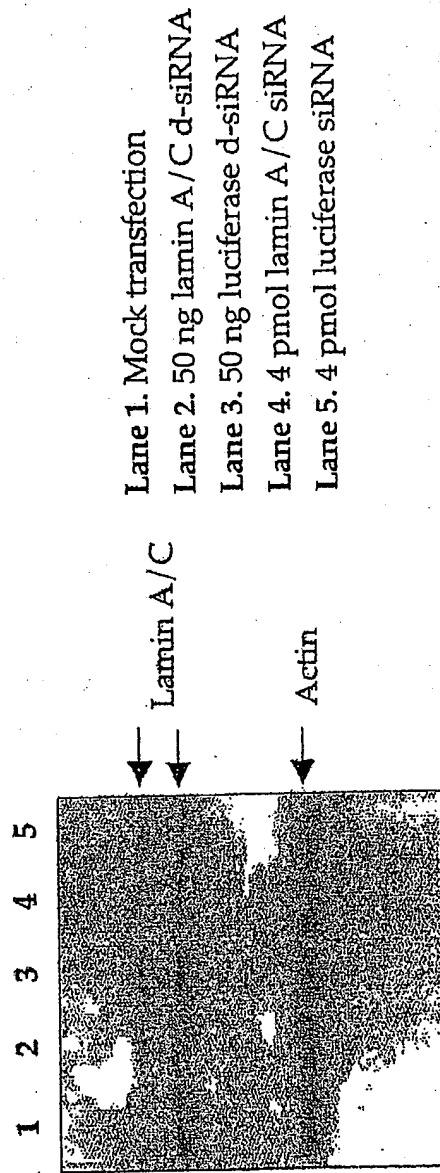 1 2 3 4 5
Lamin A/C
Actin
Lane 1. Mock transfection
Lane 2. 50 ng lamin A/C d-siRNA
Lane 3. 50 ng luciferase d-siRNA
Lane 4. 4 pmol lamin A/C siRNA
Lane 5. 4 pmol luciferase siRNA